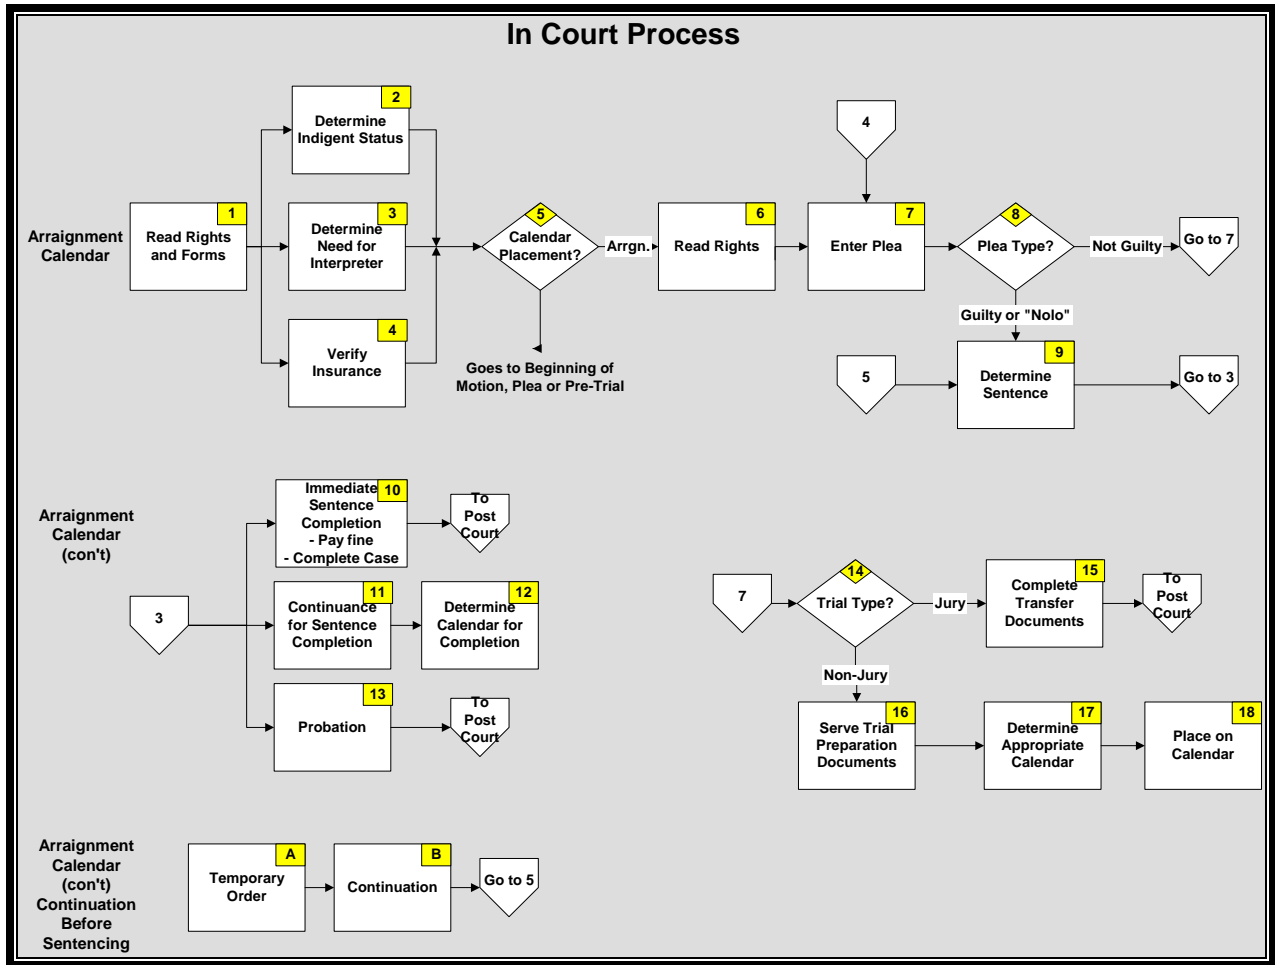 In Court Process
Arraignment
Calendar
1
Read Rights
and Forms
2
Determine
Indigent Status
3
Determine
Need for
Interpreter
4
Verify
Insurance
5
Calendar
Placement?
Goes to Beginning of
Motion, Plea or Pre-Trial
Arrgn.
6
Read Rights
4
7
Enter Plea
8
Plea Type?
Not Guilty
Go to 7
Guilty or "Nolo"
5
9
Determine
Sentence
Go to 3
Arraignment
Calendar
(con't)
3
10
Immediate
Sentence
Completion
- Pay fine
- Complete Case
To
Post
Court
11
Continuance
for Sentence
Completion
12
Determine
Calendar for
Completion
13
Probation
To
Post
Court
7
14
Trial Type?
Jury
15
Complete
Transfer
Documents
To
Post
Court
Non-Jury
16
Serve Trial
Preparation
Documents
17
Determine
Appropriate
Calendar
18
Place on
Calendar
Arraignment
Calendar
(con't)
Continuation
Before
Sentencing
A
Temporary
Order
B
Continuation
Go to 5